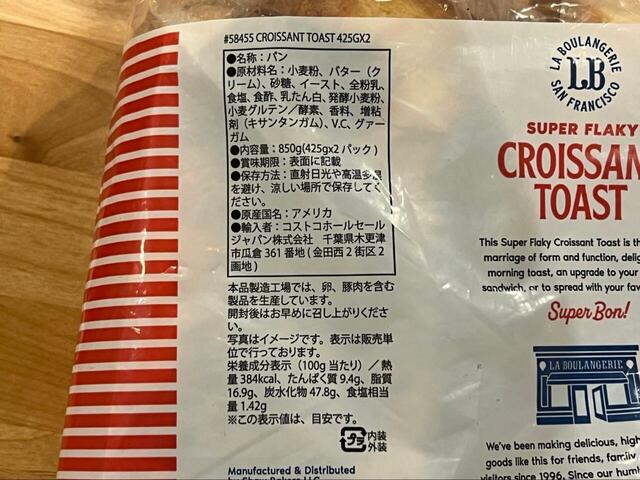 #58455 CROISSANT TOAST 425GX2
●名称：パン
●原材料名：小麦粉、バター（ク
リーム）、砂糖、イースト、全粉乳、
食塩、食酢、乳たん白、発酵小麦粉、
小麦グルテン／酵素、香料、増粘
剤（キサンタンガム）、V.C、グァー
ガム
●内容量：850g(425gx2 パック）
●賞味期限：表面に記載
●保存方法：直射日光や高温多湿
を避け、涼しい場所で保存してく
ださい。
●原産国名：アメリカ
●輸入者：コストコホールセール
ジャパン株式会社　千葉県木更津
市瓜倉 361 番地 ( 金田西 2 街区 2
画地 )
本品製造工場では、卵、豚肉を含む
製品を生産しています。
開封後はお早めに召し上がりくださ
い。
写真はイメージです。表示は販売単
位で行っております。
栄養成分表示（100g 当たり）／熱
量 384kcal、たんぱく質 9.4g、脂質
16.9g、炭水化物 47.8g、食塩相当
量 1.42g
※この表示値は、目安です。
プラ
内装
外装
Manufactured & Distributed
by Shaw Bakers LLC
LA BOULANGERIE
LB
SAN FRANCISCO
SUPER FLAKY
CROISSAN
TOAST
This Super Flaky Croissant Toast is th
marriage of form and function, delig
morning toast, an upgrade to your
sandwich, or to spread with your fav
Super Bon!
LA BOULANGERIE
We've been making delicious, high
goods like this for friends, family
visitors since 1996. Since our humb